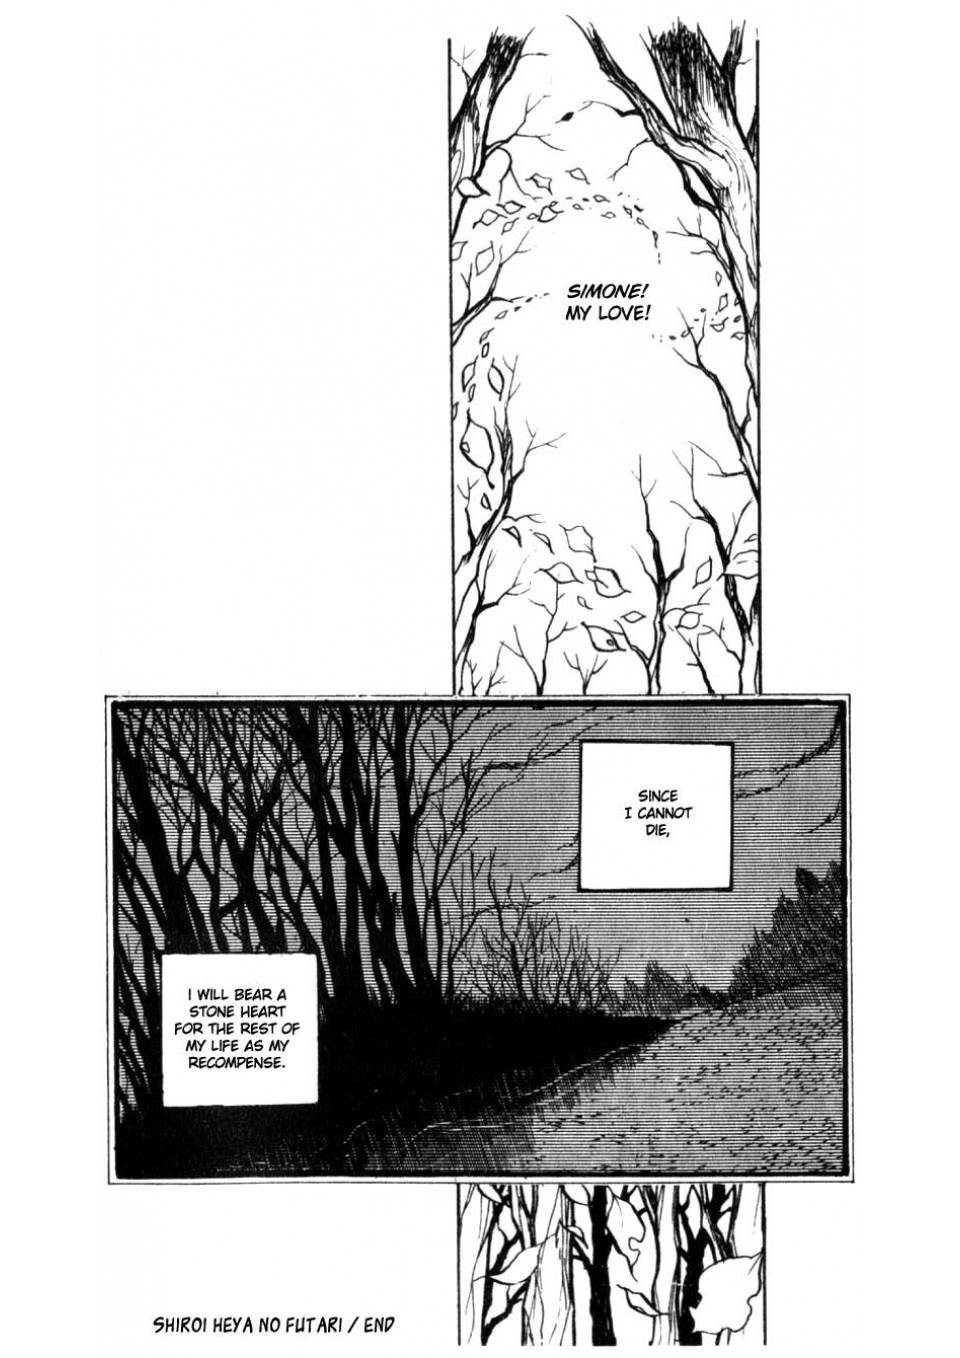 SIMONE!
MY LOVE!
SINCE
I CANNOT
DIE,
I WILL BEAR A
STONE HEART
FOR THE REST OF
MY LIFE AS MY
RECOMPENSE.
SHIROI HEYA NO FUTARI / END